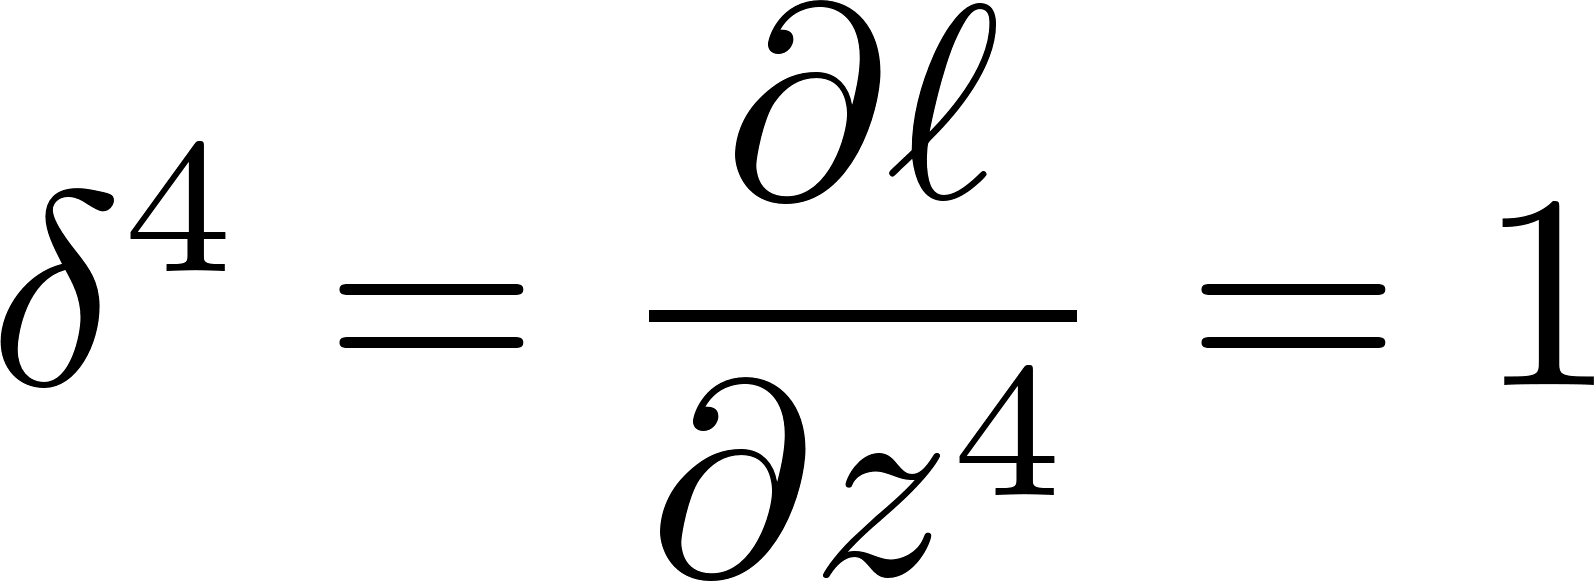 δ⁴ = ∂ℓ/∂z⁴ = 1